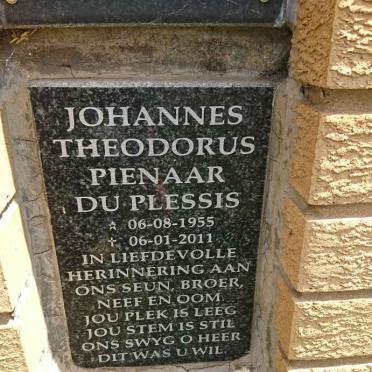 JOHANNES
THEODORUS
PIENAAR
DU PLESSIS
☆ 06-08-1955
✝ 06-01-2011
IN LIEFDEVOLLE
HERINNERING AAN
ONS SEUN, BROER,
NEEF EN OOM.
JOU PLEK IS LEEG
JOU STEM IS STIL
ONS SWYG O HEER
DIT WAS U WIL.